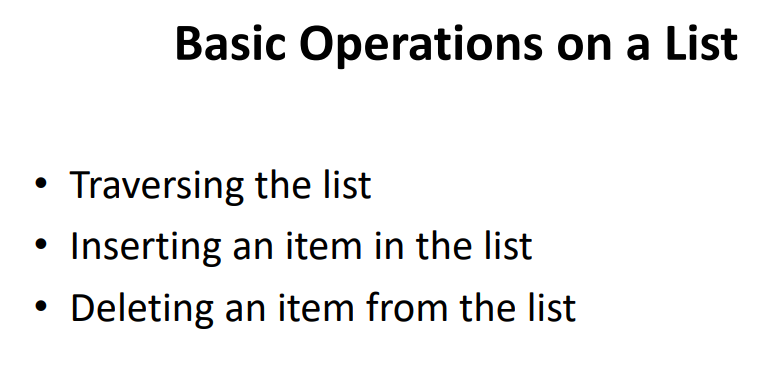 Basic Operations on a List
• Traversing the list
• Inserting an item in the list
• Deleting an item from the list